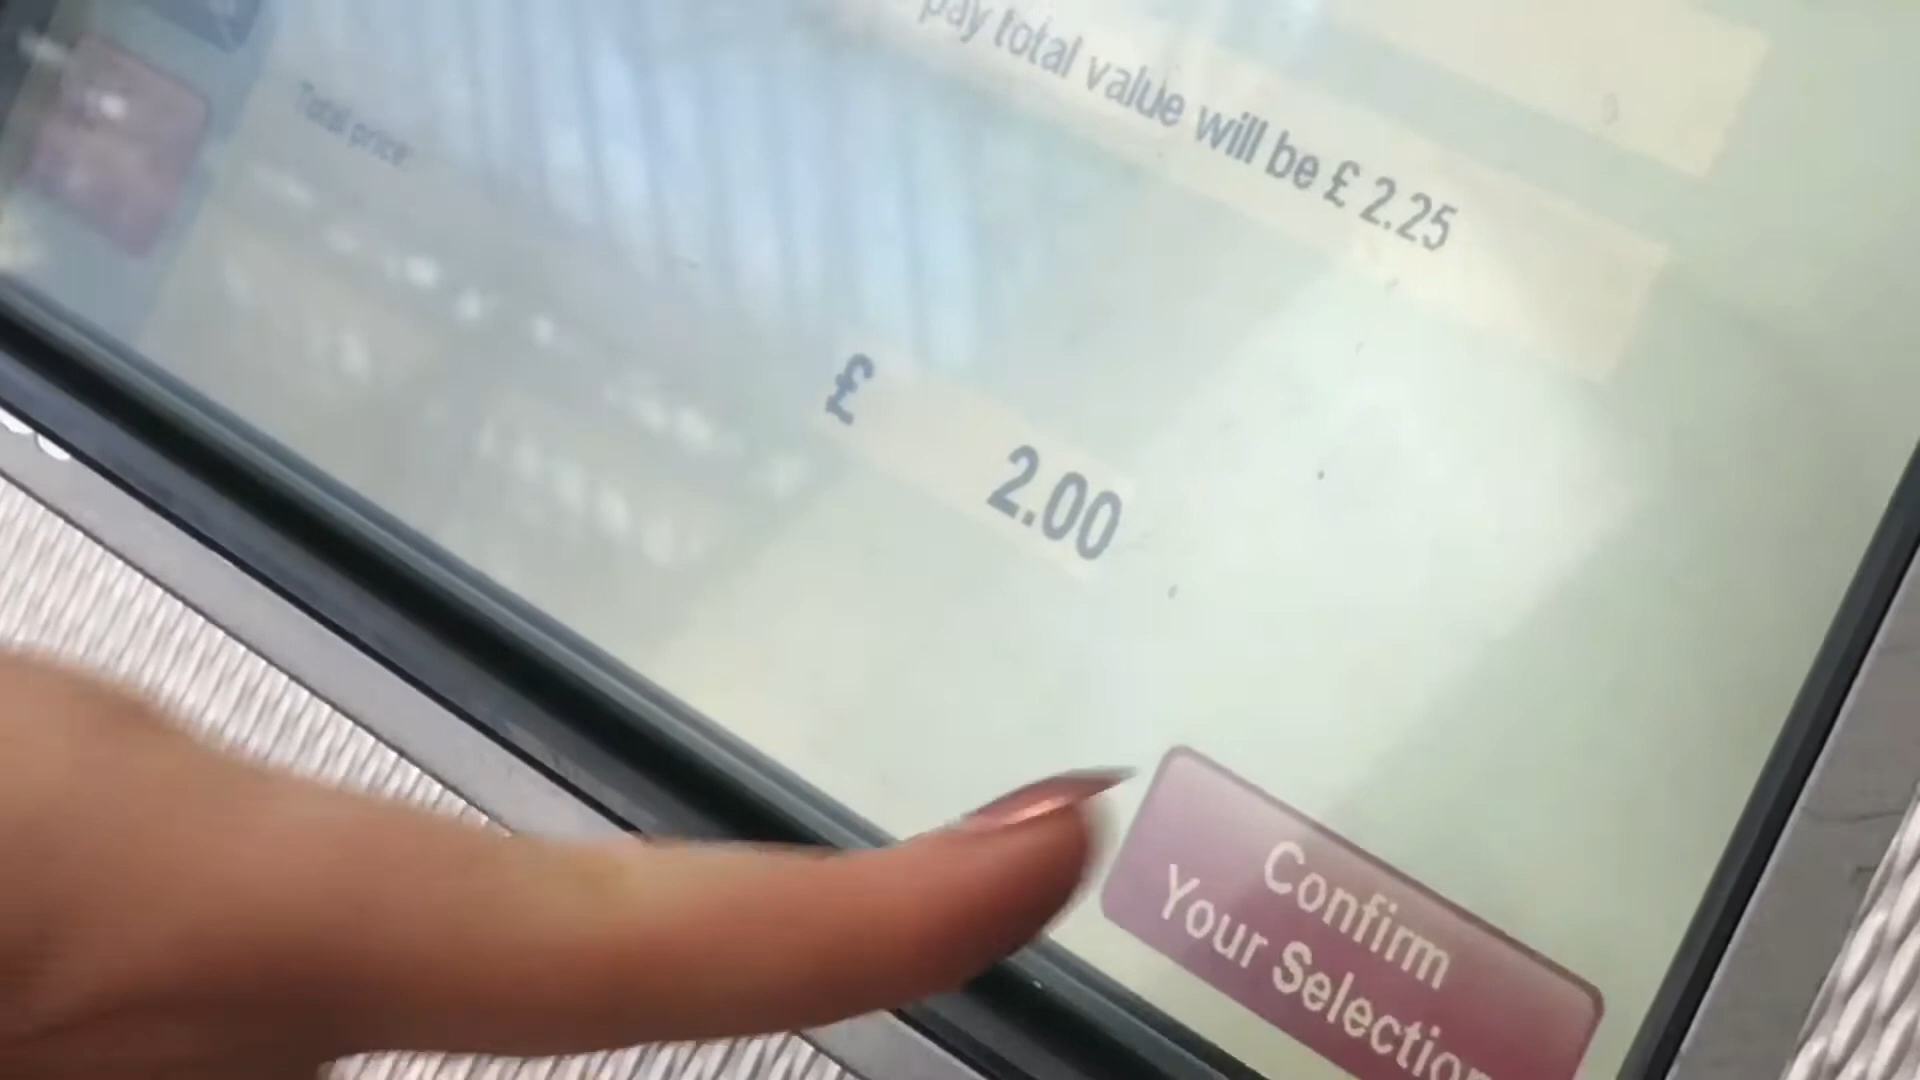 pay total value will be £ 2.25
Total price:
£ 2.00
Confirm
Your Selection